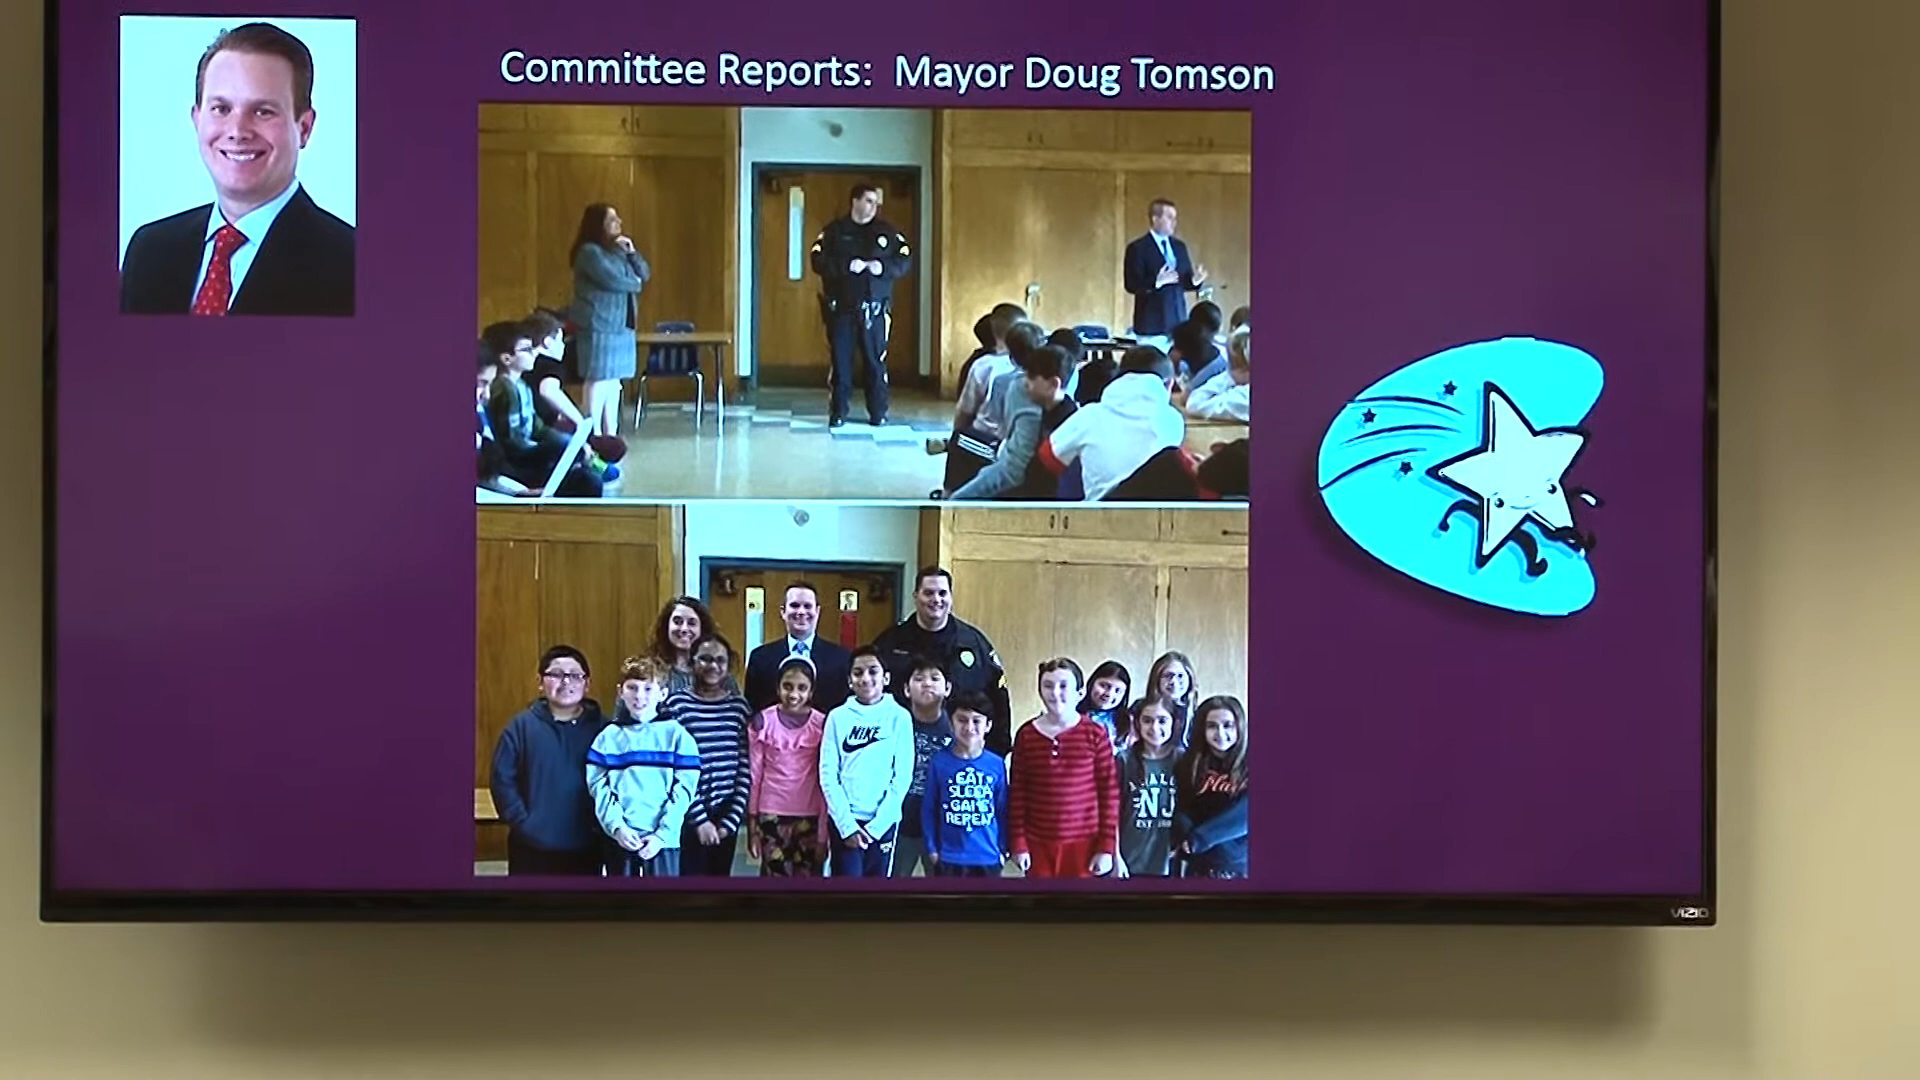 Committee Reports: Mayor Doug Tomson
NIKE
EAT
SLEEP
GAME
REPEAT
NJ
VIZIO